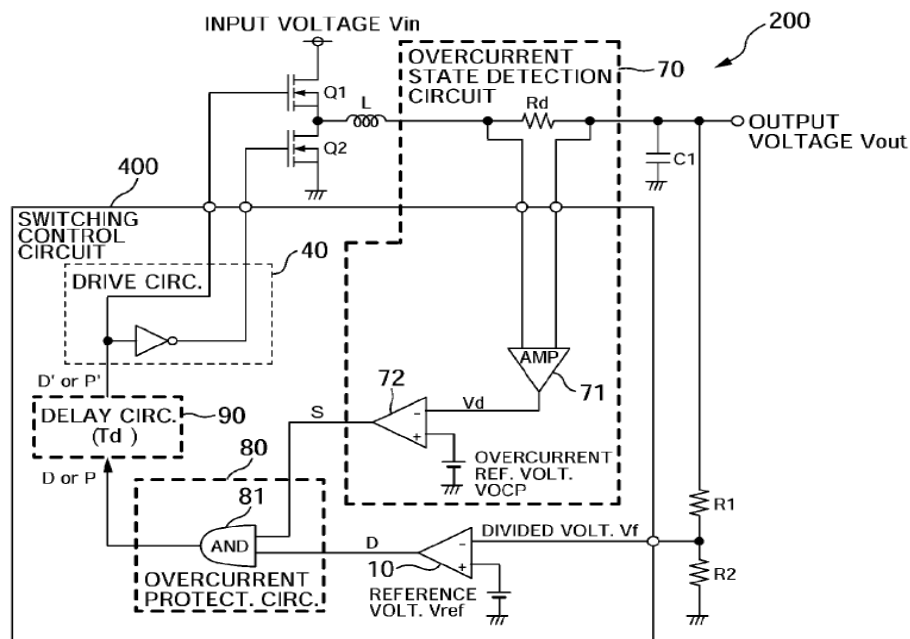 INPUT VOLTAGE Vin
200
OVERCURRENT
STATE DETECTION
CIRCUIT
70
Q1
L
Rd
OUTPUT
VOLTAGE Vout
Q2
C1
400
SWITCHING
CONTROL
CIRCUIT
40
DRIVE CIRC.
AMP
71
D' or P'
72
Vd
-
+
S
DELAY CIRC.
(Td )
90
OVERCURRENT
REF. VOLT.
VOCP
D or P
80
81
AND
R1
D
DIVIDED VOLT. Vf
-
+
10
R2
OVERCURRENT
PROTECT. CIRC.
REFERENCE
VOLT. Vref